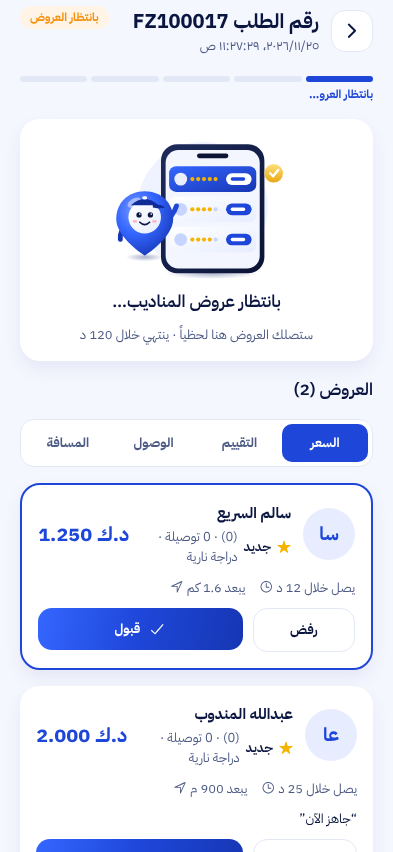 رقم الطلب FZ100017
بانتظار العروض
٢٠٢٦/١١/٢٥، ١١:٢٧:٢٩ ص
بانتظار العرو...
بانتظار عروض المناديب...
ستصلك العروض هنا لحظياً · ينتهي خلال 120 د
العروض (2)
السعر
التقييم
الوصول
المسافة
سا
سالم السريع
جديد (0) · 0 توصيلة ·
دراجة نارية
د.ك 1.250
يصل خلال 12 د
يبعد 1.6 كم
رفض
قبول
عا
عبدالله المندوب
جديد (0) · 0 توصيلة ·
دراجة نارية
د.ك 2.000
يصل خلال 25 د
يبعد 900 م
“جاهز الآن”